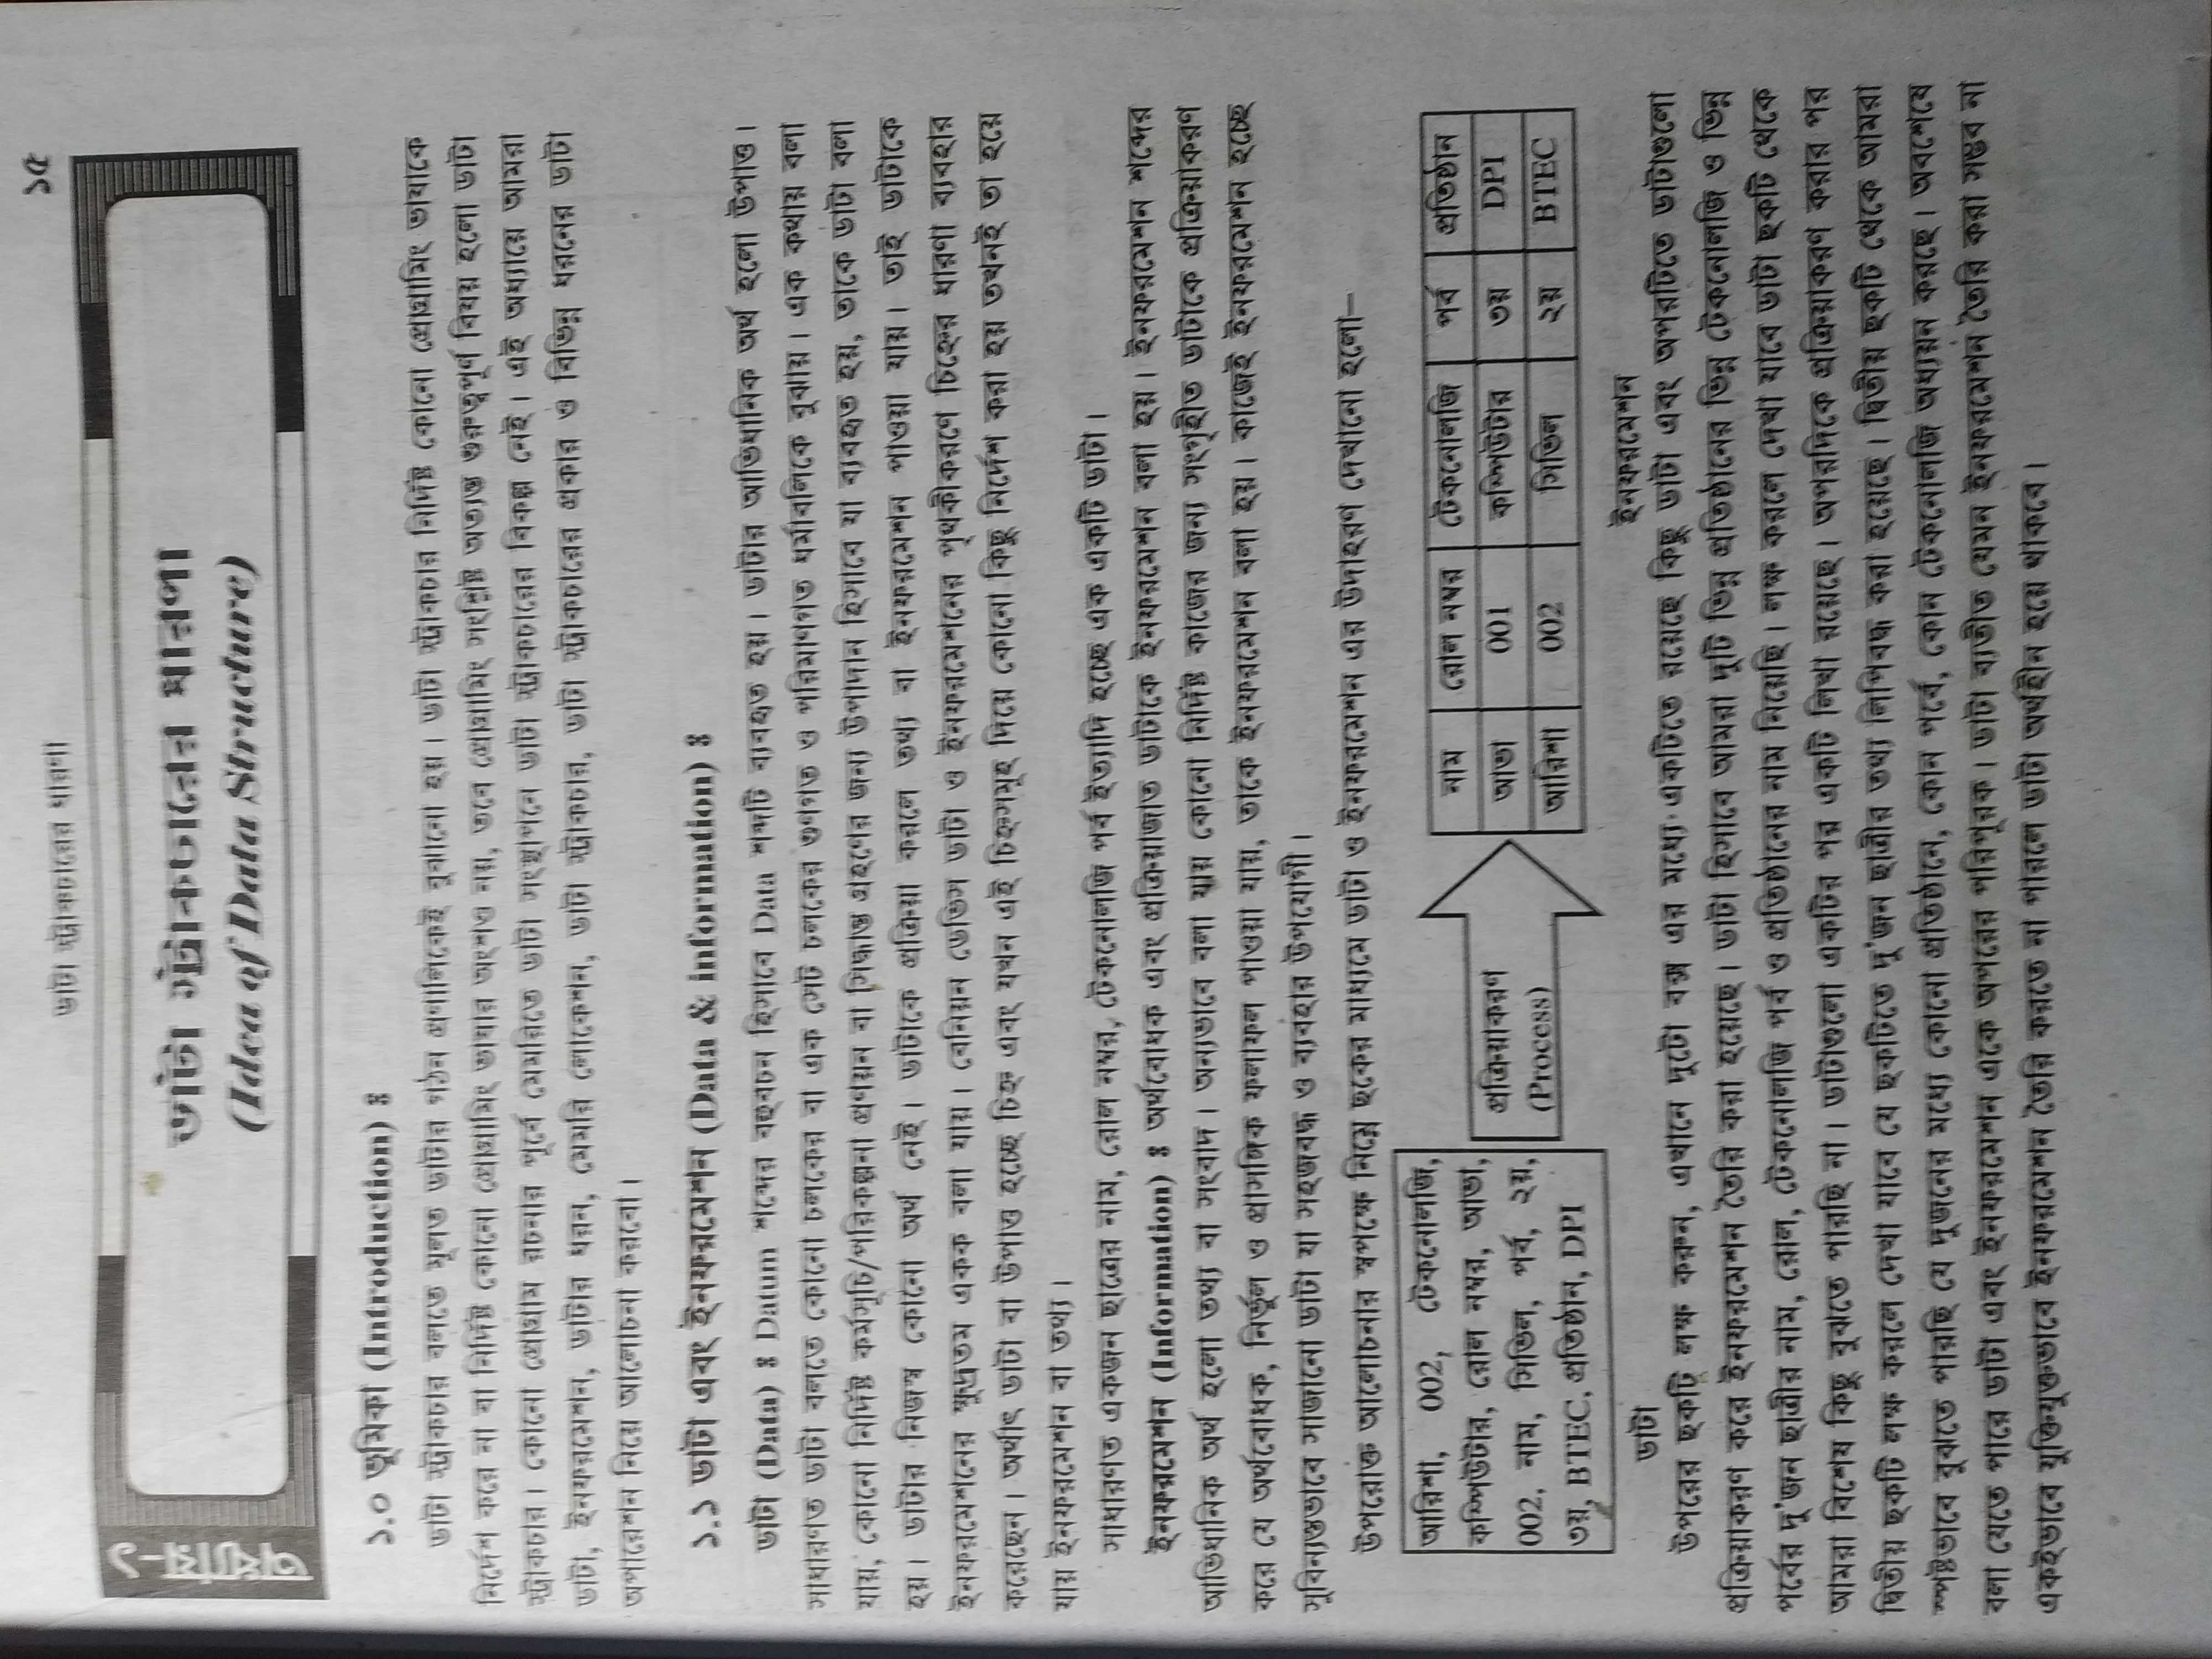 ডাটা স্ট্রাকচারের ধারনা
১৫
অধ্যায়-১
ডাটা স্ট্রাকচারের ধারণা
(Idea of Data Structure)
১.০ ভূমিকা (Introduction) ঃ
ডাটা স্ট্রাকচার বলতে মূলত ডাটার গঠন প্রণালিকেই বুঝানো হয়। ডাটা স্ট্রাকচার নির্দিষ্ট কোনো প্রোগ্রামিং ভাষাকে
নির্দেশ করে না বা নির্দিষ্ট কোনো প্রোগ্রামিং ভাষার অংশও নয়, তবে প্রোগ্রামিং সংশ্লিষ্ট অত্যন্ত গুরুত্বপূর্ণ বিষয় হলো ডাটা
স্ট্রাকচার। কোনো প্রোগ্রাম রচনার পূর্বে মেমরিতে ডাটা সংস্থাপনে ডাটা স্ট্রাকচারের বিকল্প নেই। এই অধ্যায়ে আমরা
ডাটা, ইনফরমেশন, ডাটার ধরন, মেমরি লোকেশন, ডাটা স্ট্রাকচার, ডাটা স্ট্রাকচারের প্রকার ও বিভিন্ন ধরনের ডাটা
অপারেশন নিয়ে আলোচনা করবো।
১.১ ডাটা এবং ইনফরমেশন (Data & information) ঃ
ডাটা (Data) ঃ Datum শব্দের বহুবচন হিসাবে Data শব্দটি ব্যবহৃত হয়। ডাটার আভিধানিক অর্থ হলো উপাত্ত।
সাধারণত ডাটা বলতে কোনো চলকের বা এক সেট চলকের গুণগত ও পরিমাণগত ধর্মাবলিকে বুঝায়। এক কথায় বলা
যায়, কোনো নির্দিষ্ট কর্মসূচি/পরিকল্পনা প্রণয়ন বা সিদ্ধান্ত গ্রহণের জন্য উপাদান হিসাবে যা ব্যবহৃত হয়, তাকে ডাটা বলা
হয়। ডাটার নিজস্ব কোনো অর্থ নেই। ডাটাকে প্রক্রিয়া করলে তথ্য বা ইনফরমেশন পাওয়া যায়। তাই ডাটাকে
ইনফরমেশনের ক্ষুদ্রতম একক বলা যায়। বেনিয়ন ডেভিস ডাটা ও ইনফরমেশনের পৃথকীকরণে চিহ্নের ধারণা ব্যবহার
করেছেন। অর্থাৎ ডাটা বা উপাত্ত হচ্ছে চিহ্ন এবং যখন এই চিহ্নসমূহ দিয়ে কোনো কিছু নির্দেশ করা হয় তখনই তা হয়ে
যায় ইনফরমেশন বা তথ্য।
সাধারণত একজন ছাত্রের নাম, রোল নম্বর, টেকনোলজি পর্ব ইত্যাদি হচ্ছে এক একটি ডাটা।
ইনফরমেশন (Information) ঃ অর্থবোধক এবং প্রক্রিয়াজাত ডাটাকে ইনফরমেশন বলা হয়। ইনফরমেশন শব্দের
আভিধানিক অর্থ হলো তথ্য বা সংবাদ। অন্যভাবে বলা যায় কোনো নির্দিষ্ট কাজের জন্য সংগৃহীত ডাটাকে প্রক্রিয়াকরণ
করে যে অর্থবোধক, নির্ভুল ও প্রাসঙ্গিক ফলাফল পাওয়া যায়, তাকে ইনফরমেশন বলা হয়। কাজেই ইনফরমেশন হচ্ছে
সুবিন্যস্তভাবে সাজানো ডাটা যা সহজবদ্ধ ও ব্যবহার উপযোগী।
উপরোক্ত আলোচনার স্বপক্ষে নিম্নে ছকের মাধ্যমে ডাটা ও ইনফরমেশন এর উদাহরণ দেখানো হলো—
আরিশা, 002, টেকনোলজি,
কম্পিউটার, রোল নম্বর, আভা,
002, নাম, সিভিল, পর্ব, ২য়,
৩য়, BTEC, প্রতিষ্ঠান, DPI
প্রক্রিয়াকরণ
(Process)
নাম রোল নম্বর টেকনোলজি পর্ব প্রতিষ্ঠান
আভা 001 কম্পিউটার ৩য় DPI
আরিশা 002 সিভিল ২য় BTEC
ডাটা
ইনফরমেশন
উপরের ছকটি লক্ষ করুন, এখানে দুটো বক্স এর মধ্যে একটিতে রয়েছে কিছু ডাটা এবং অপরটিতে ডাটাগুলো
প্রক্রিয়াকরণ করে ইনফরমেশন তৈরি করা হয়েছে। ডাটা হিসাবে আমরা দুটি ভিন্ন প্রতিষ্ঠানের ভিন্ন টেকনোলজি ও ভিন্ন
পর্বের দু'জন ছাত্রীর নাম, রোল, টেকনোলজি পর্ব ও প্রতিষ্ঠানের নাম নিয়েছি। লক্ষ করলে দেখা যাবে ডাটা ছকটি থেকে
আমরা বিশেষ কিছু বুঝতে পারছি না। ডাটাগুলো একটির পর একটি লিখা রয়েছে। অপরদিকে প্রক্রিয়াকরণ করার পর
দ্বিতীয় ছকটি লক্ষ করলে দেখা যাবে যে ছকটিতে দু'জন ছাত্রীর তথ্য লিপিবদ্ধ করা হয়েছে। দ্বিতীয় ছকটি থেকে আমরা
স্পষ্টভাবে বুঝতে পারছি যে দুজনের মধ্যে কোনো প্রতিষ্ঠানে, কোন পর্বে, কোন টেকনোলজি অধ্যয়ন করছে। অবশেষে
বলা যেতে পারে ডাটা এবং ইনফরমেশন একে অপরের পরিপূরক। ডাটা ব্যতীত যেমন ইনফরমেশন তৈরি করা সম্ভব না
একইভাবে যুক্তিযুক্তভাবে ইনফরমেশন তৈরি করতে না পারলে ডাটা অর্থহীন হয়ে থাকবে।